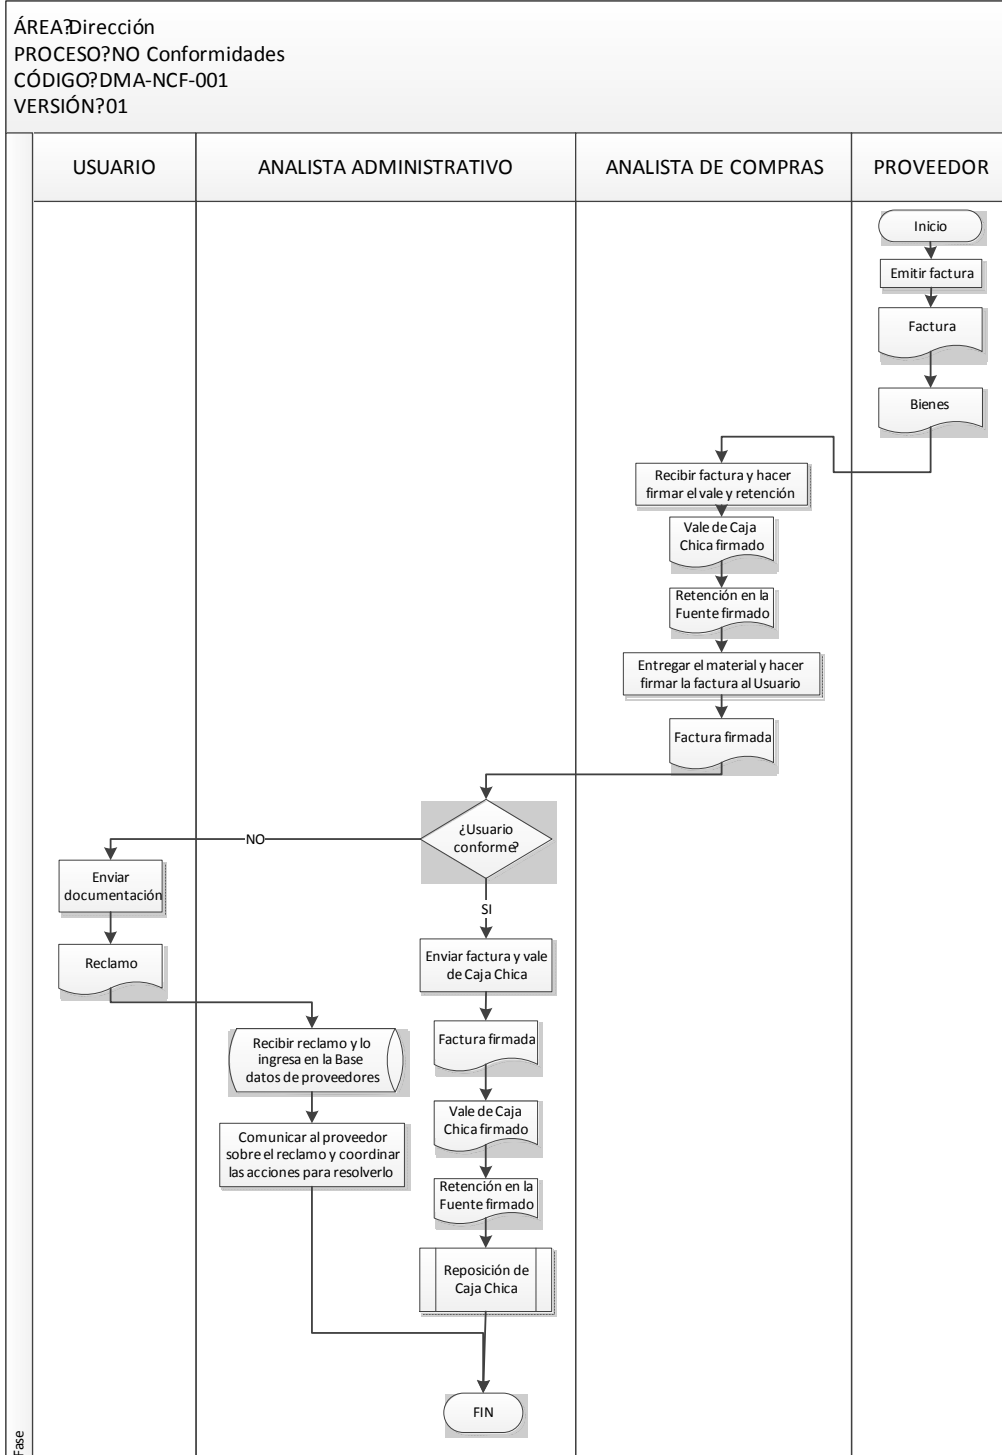 ÁREA?Dirección
PROCESO?NO Conformidades
CÓDIGO?DMA-NCF-001
VERSIÓN?01
USUARIO
ANALISTA ADMINISTRATIVO
ANALISTA DE COMPRAS
PROVEEDOR
Inicio
Emitir factura
Factura
Bienes
Recibir factura y hacer
firmar el vale y retención
Vale de Caja
Chica firmado
Retención en la
Fuente firmado
Entregar el material y hacer
firmar la factura al Usuario
Factura firmada
¿Usuario
conforme?
NO
SI
Enviar
documentación
Reclamo
Enviar factura y vale
de Caja Chica
Factura firmada
Recibir reclamo y lo
ingresa en la Base
datos de proveedores
Vale de Caja
Chica firmado
Comunicar al proveedor
sobre el reclamo y coordinar
las acciones para resolverlo
Retención en la
Fuente firmado
Reposición de
Caja Chica
FIN
Fase